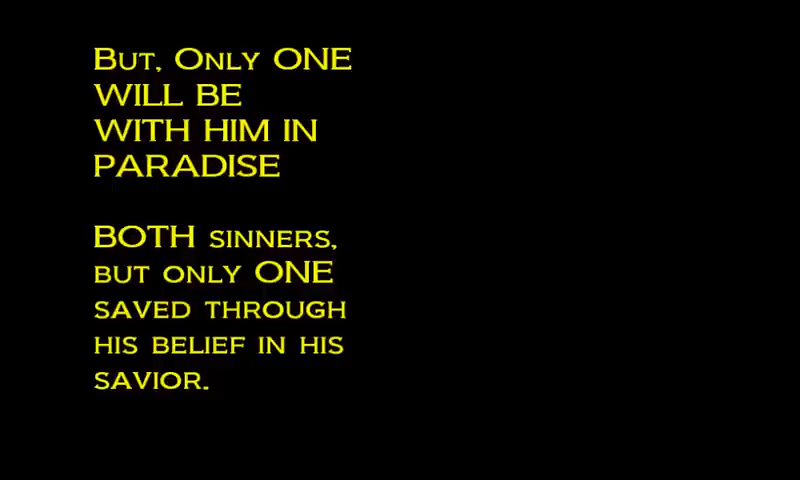 But, Only ONE
WILL BE
WITH HIM IN
PARADISE
BOTH sinners,
but only ONE
saved through
his belief in his
savior.